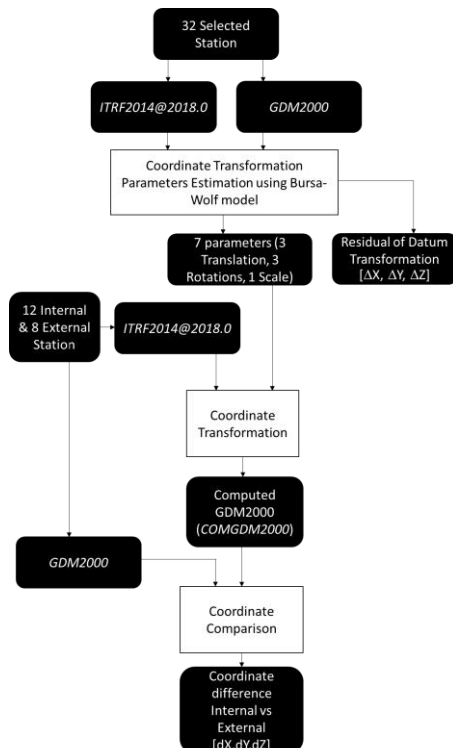 32 Selected
Station
ITRF2014@2018.0
GDM2000
Coordinate Transformation
Parameters Estimation using Bursa-
Wolf model
7 parameters (3
Translation, 3
Rotations, 1 Scale)
Residual of Datum
Transformation
[ΔX, ΔY, ΔZ]
12 Internal
& 8 External
Station
ITRF2014@2018.0
Coordinate
Transformation
Computed
GDM2000
(COMGDM2000)
GDM2000
Coordinate
Comparison
Coordinate
difference
Internal vs
External
[dX,dY,dZ]